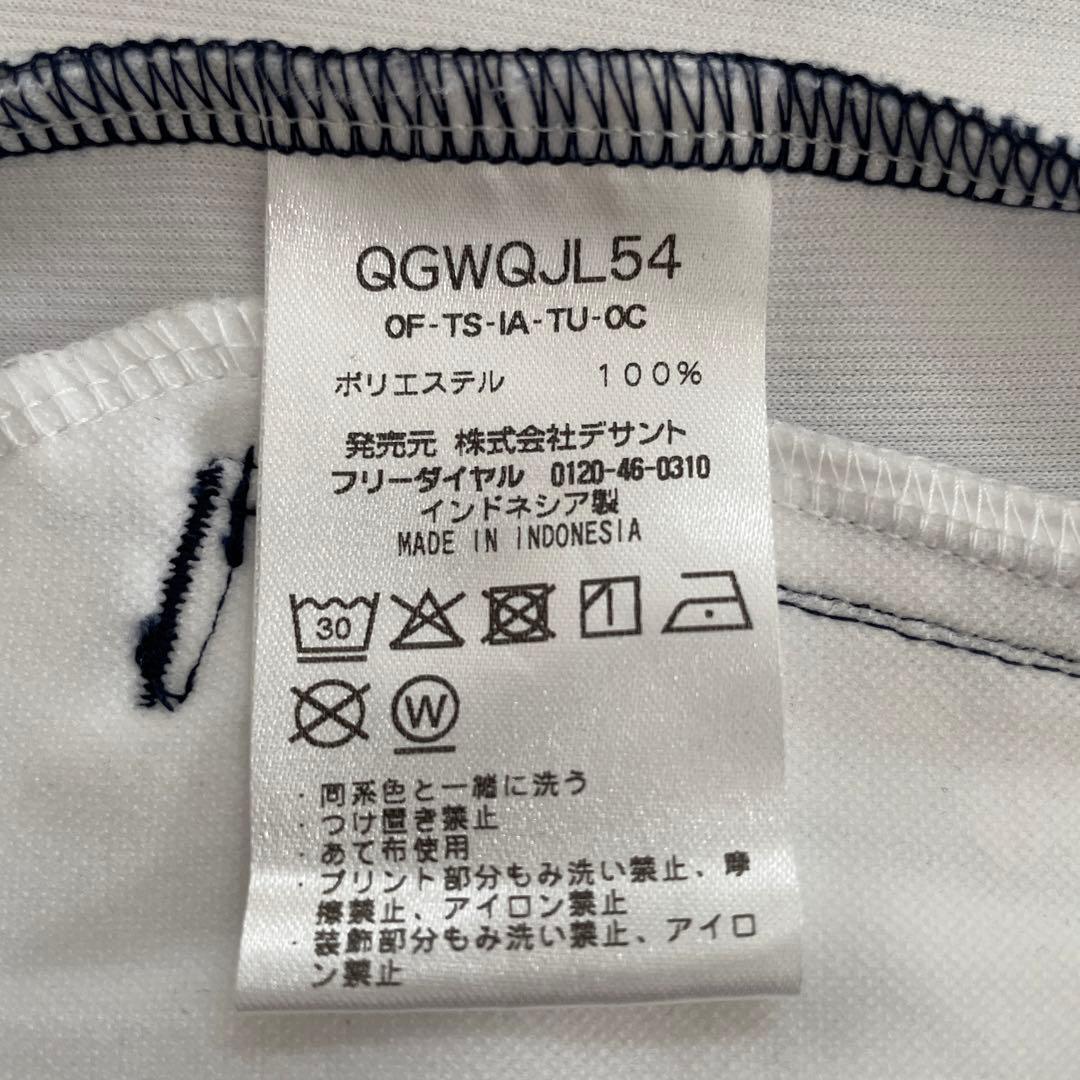 QGWQJL54
OF-TS-IA-TU-OC
ポリエステル 100%
発売元 株式会社デサント
フリーダイヤル 0120-46-0310
インドネシア製
MADE IN INDONESIA
30
W
・同系色と一緒に洗う
・つけ置き禁止
・あて布使用
・プリント部分もみ洗い禁止、摩
擦禁止、アイロン禁止
・装飾部分もみ洗い禁止、アイロ
ン禁止